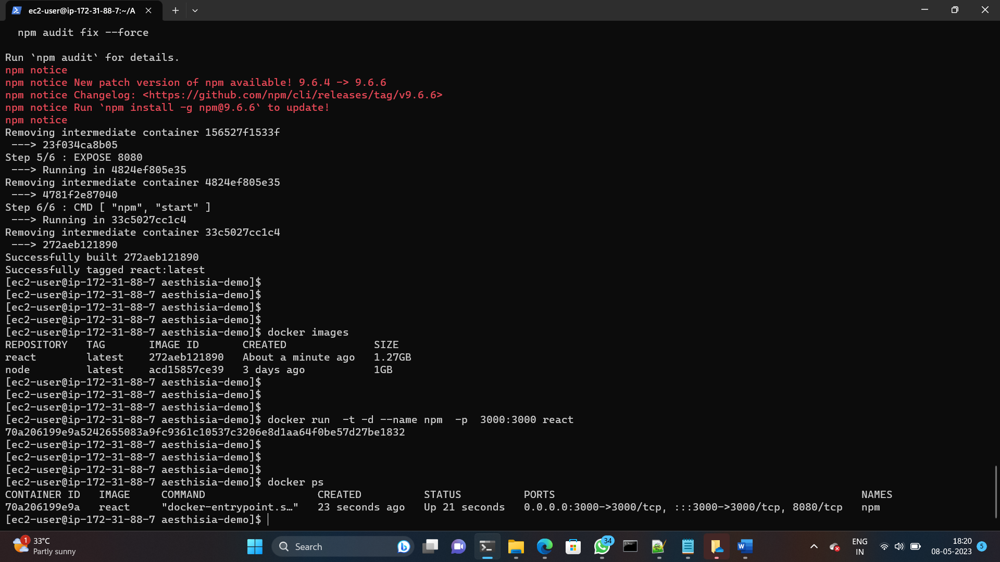 ec2-user@ip-172-31-88-7:~/A
  npm audit fix --force
Run `npm audit` for details.
npm notice
npm notice New patch version of npm available! 9.6.4 -> 9.6.6
npm notice Changelog: <https://github.com/npm/cli/releases/tag/v9.6.6>
npm notice Run `npm install -g npm@9.6.6` to update!
npm notice
Removing intermediate container 156527f1533f
 ---> 23f034ca8b05
Step 5/6 : EXPOSE 8080
 ---> Running in 4824ef805e35
Removing intermediate container 4824ef805e35
 ---> 4781f2e87040
Step 6/6 : CMD [ "npm", "start" ]
 ---> Running in 33c5027cc1c4
Removing intermediate container 33c5027cc1c4
 ---> 272aeb121890
Successfully built 272aeb121890
Successfully tagged react:latest
[ec2-user@ip-172-31-88-7 aesthisia-demo]$
[ec2-user@ip-172-31-88-7 aesthisia-demo]$
[ec2-user@ip-172-31-88-7 aesthisia-demo]$
[ec2-user@ip-172-31-88-7 aesthisia-demo]$
[ec2-user@ip-172-31-88-7 aesthisia-demo]$ docker images
REPOSITORY   TAG       IMAGE ID       CREATED              SIZE
react        latest    272aeb121890   About a minute ago   1.27GB
node         latest    acd15857ce39   3 days ago           1GB
[ec2-user@ip-172-31-88-7 aesthisia-demo]$
[ec2-user@ip-172-31-88-7 aesthisia-demo]$
[ec2-user@ip-172-31-88-7 aesthisia-demo]$
[ec2-user@ip-172-31-88-7 aesthisia-demo]$ docker run  -t -d --name npm  -p  3000:3000 react
70a206199e9a5242655083a9fc9361c10537c3206e8d1aa64f0be57d27be1832
[ec2-user@ip-172-31-88-7 aesthisia-demo]$
[ec2-user@ip-172-31-88-7 aesthisia-demo]$
[ec2-user@ip-172-31-88-7 aesthisia-demo]$
[ec2-user@ip-172-31-88-7 aesthisia-demo]$ docker ps
CONTAINER ID   IMAGE     COMMAND                  CREATED          STATUS          PORTS                                                 NAMES
70a206199e9a   react     "docker-entrypoint.s…"   23 seconds ago   Up 21 seconds   0.0.0.0:3000->3000/tcp, :::3000->3000/tcp, 8080/tcp   npm
[ec2-user@ip-172-31-88-7 aesthisia-demo]$
1
33°C
Partly sunny
Search
34
W
ENG
IN
18:20
08-05-2023
5